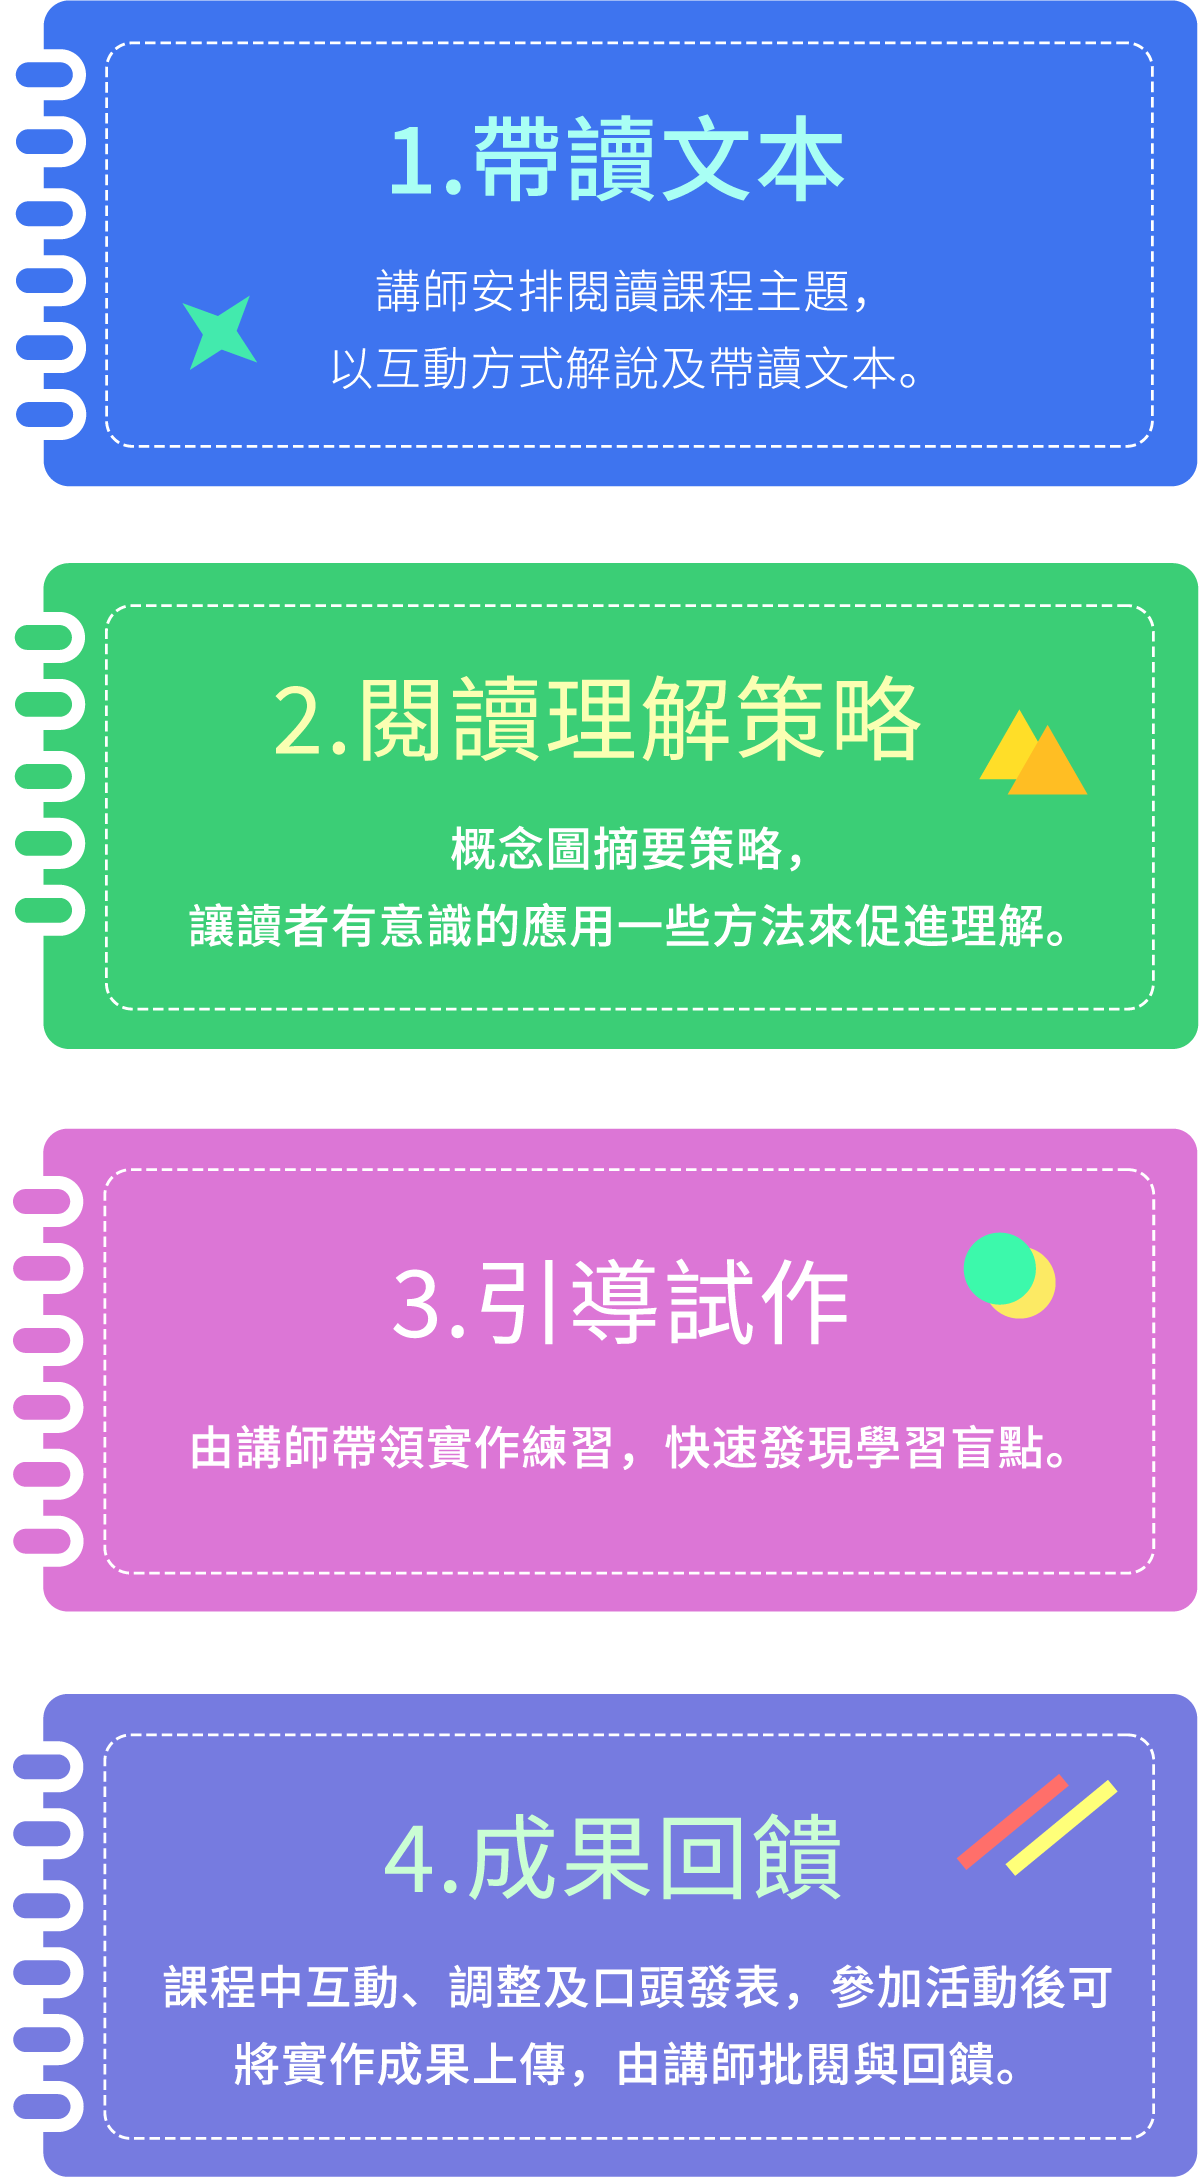 1.帶讀文本
講師安排閱讀課程主題，
以互動方式解說及帶讀文本。
2.閱讀理解策略
概念圖摘要策略，
讓讀者有意識的應用一些方法來促進理解。
3.引導試作
由講師帶領實作練習，快速發現學習盲點。
4.成果回饋
課程中互動、調整及口頭發表，參加活動後可
將實作成果上傳，由講師批閱與回饋。